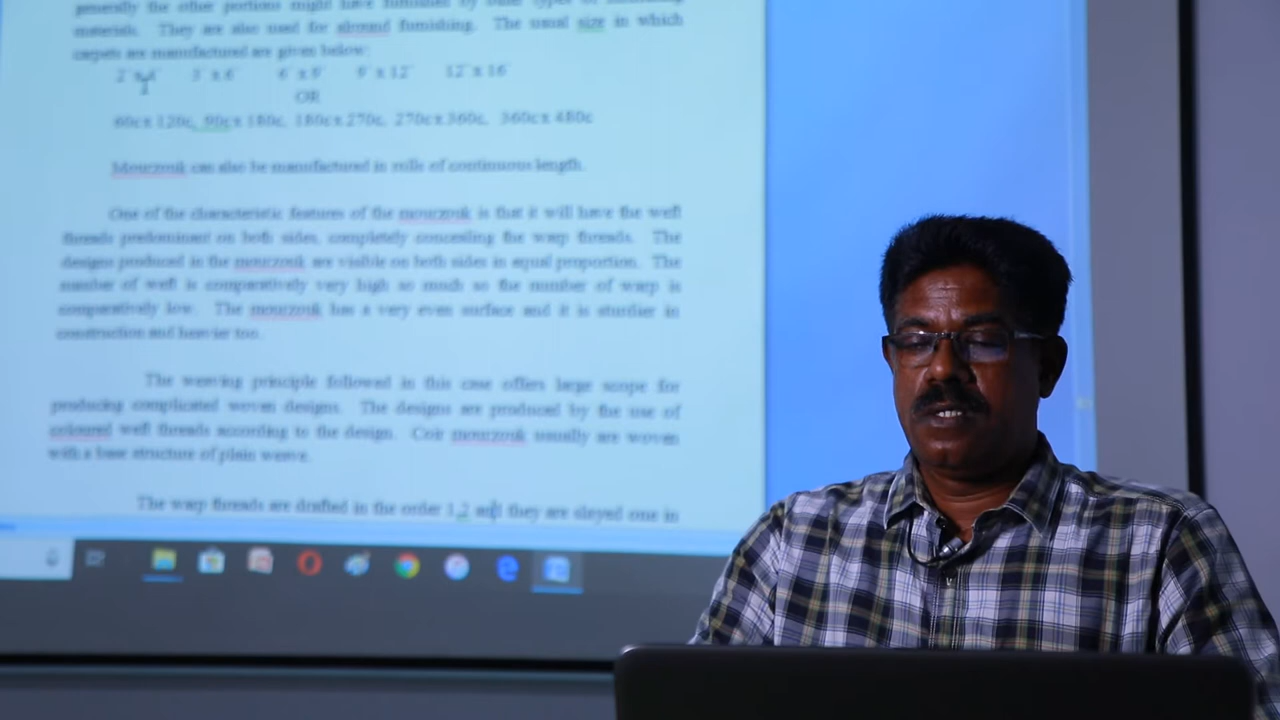 generally the other portions might have furnished by other types of
materials. They are also used for furnishing. The usual size in which
carpets are manufactured are given below:
3' x 6' 6' x 9' 9' x 12' 12' x 16'
OR
60cx 120c, 90cx 180c, 180cx 270c, 270cx 360c, 360cx 480c
Mourzouk can also be manufactured in rolls of continuous length.
One of the characteristic features of the mourzouk is that it will have the weft
threads predominant on both sides, completely concealing the warp threads. The
designs produced in the mourzouk are visible on both sides in equal proportion. The
number of weft is comparatively very high so much so the number of warp is
comparatively low. The mourzouk has a very even surface and it is sturdier in
construction and heavier too.
The weaving principle followed in this case offers large scope for
producing complicated woven designs. The designs are produced by the use of
coloured weft threads according to the design. Coir mourzouk usually are woven
with a base structure of plain weave.
The warp threads are drafted in the order 1,2 and they are sleyed one in